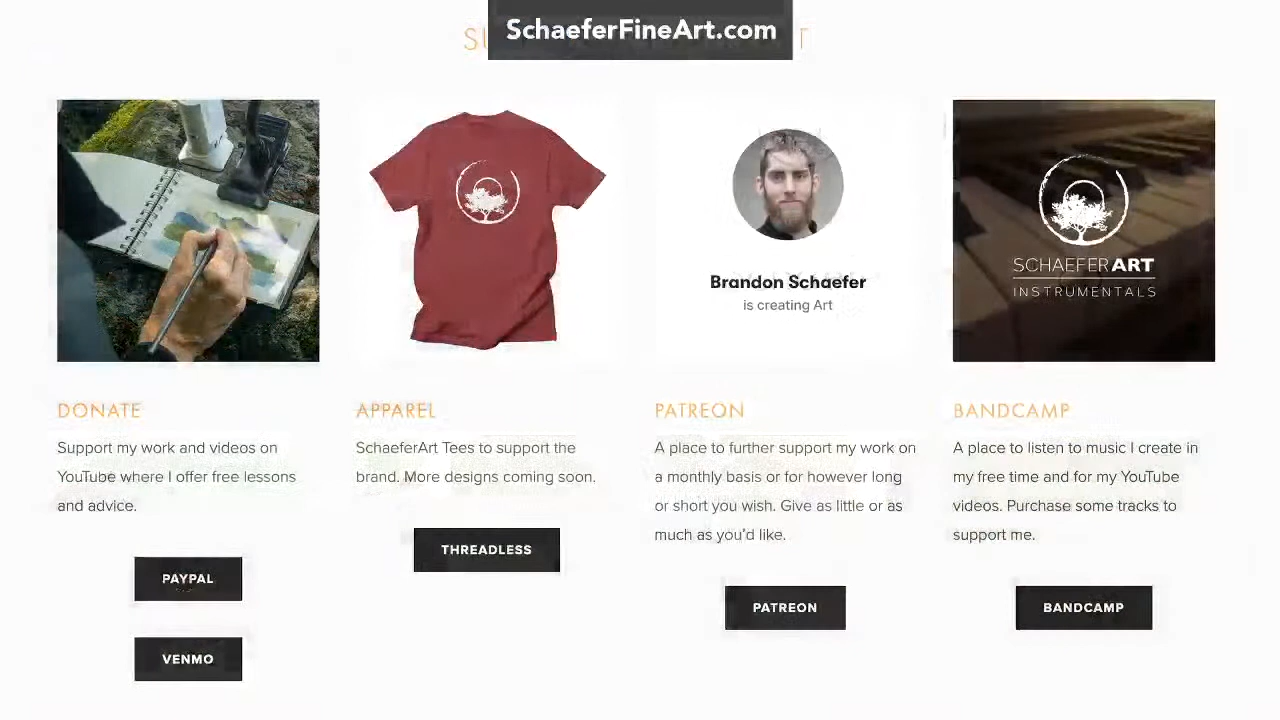 SchaeferFineArt.com
Brandon Schaefer
is creating Art
SCHAEFERART
INSTRUMENTALS
DONATE
Support my work and videos on
YouTube where I offer free lessons
and advice.
PAYPAL
VENMO
APPAREL
SchaeferArt Tees to support the
brand. More designs coming soon.
THREADLESS
PATREON
A place to further support my work on
a monthly basis or for however long
or short you wish. Give as little or as
much as you'd like.
PATREON
BANDCAMP
A place to listen to music I create in
my free time and for my YouTube
videos. Purchase some tracks to
support me.
BANDCAMP